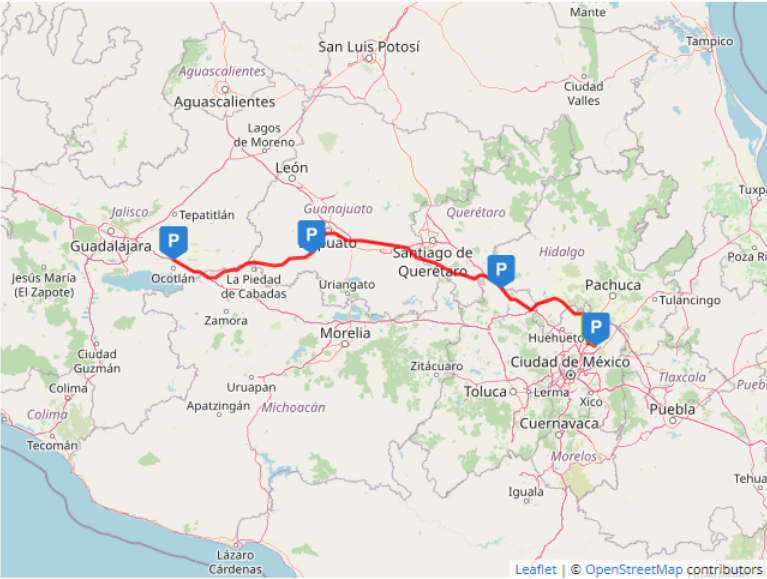 Mante
San Luis Potosí
Tampico
Aguascalientes
Ciudad
Valles
Aguascalientes
Lagos
de Moreno
León
Tuxp
Jalisco
Tepatitlán
Guanajuato
Querétaro
P
P
Guadalajara
uato
Santiago de
Querétaro
Hidalgo
Poza Ri
P
Jesús María
(El Zapote)
Ocotlán
La Piedad
de Cabadas
Uriangato
Pachuca
Tulancingo
Zamora
Morelia
P
Huehueto
Ciudad
Guzmán
Zitácuaro
Ciudad de México
Tlaxcala
Colima
Uruapan
Toluca
Lerma
Xico
Pueb
Apatzingán
Michoacán
Puebla
Colima
Tecomán
Cuernavaca
Morelos
Tehua
Iguala
Lázaro
Cárdenas
Leaflet | © OpenStreetMap contributors